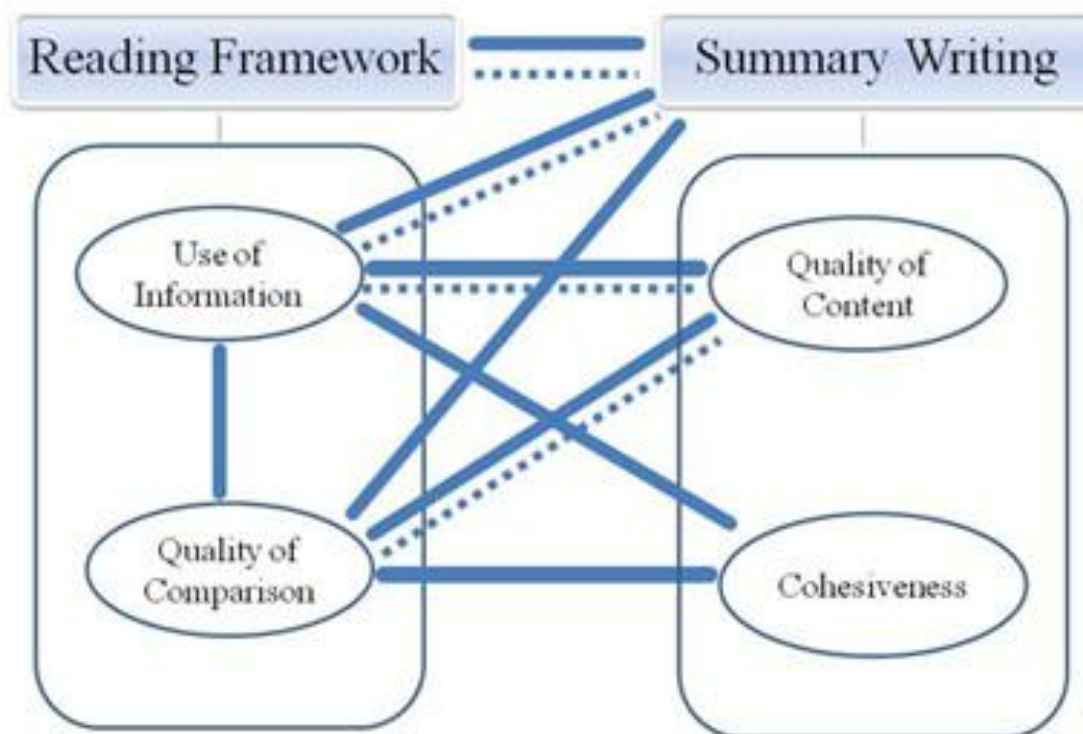 Reading Framework
Summary Writing
Use of
Information
Quality of
Content
Quality of
Comparison
Cohesiveness